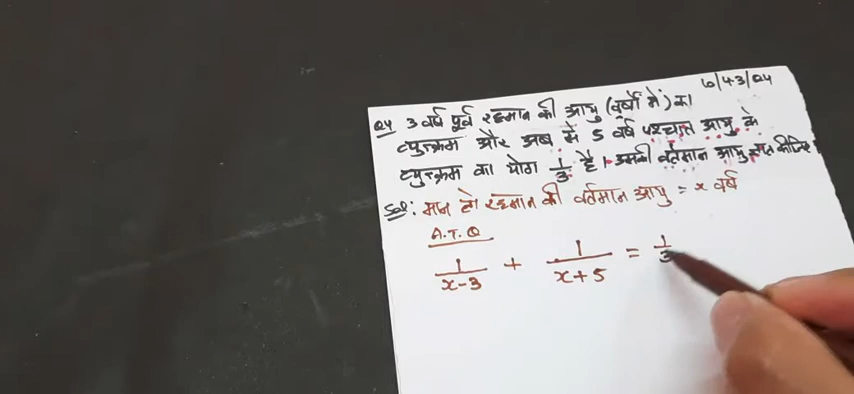 6/4.3/Q4
Q4 3 वर्ष पूर्व रहमान की आयु (वर्षों में) का
व्युत्क्रम और अब से 5 वर्ष पश्चात आयु के
व्युत्क्रम का योग 1/3 है। उसकी वर्तमान आयु ज्ञात कीजिए।
Sol: मान लो रहमान की वर्तमान आयु = x वर्ष
A.T.Q
1/(x-3) + 1/(x+5) = 1/3